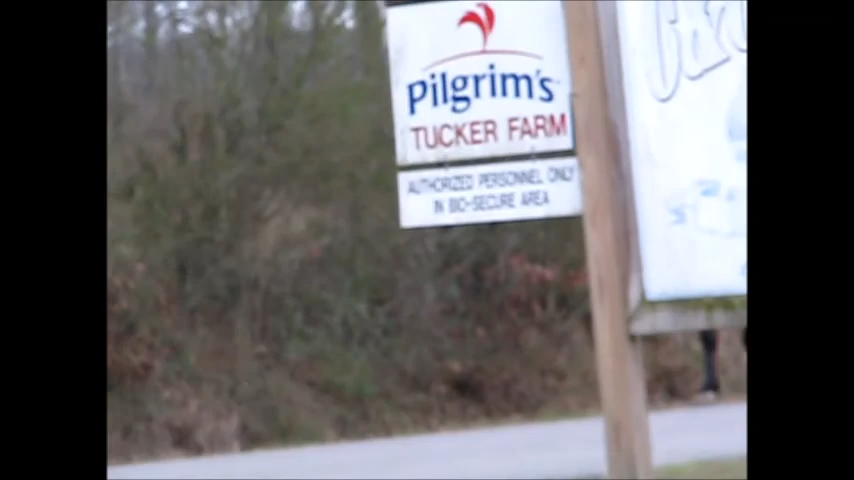 Pilgrim's
TUCKER FARM
AUTHORIZED PERSONNEL ONLY
IN BIO-SECURE AREA